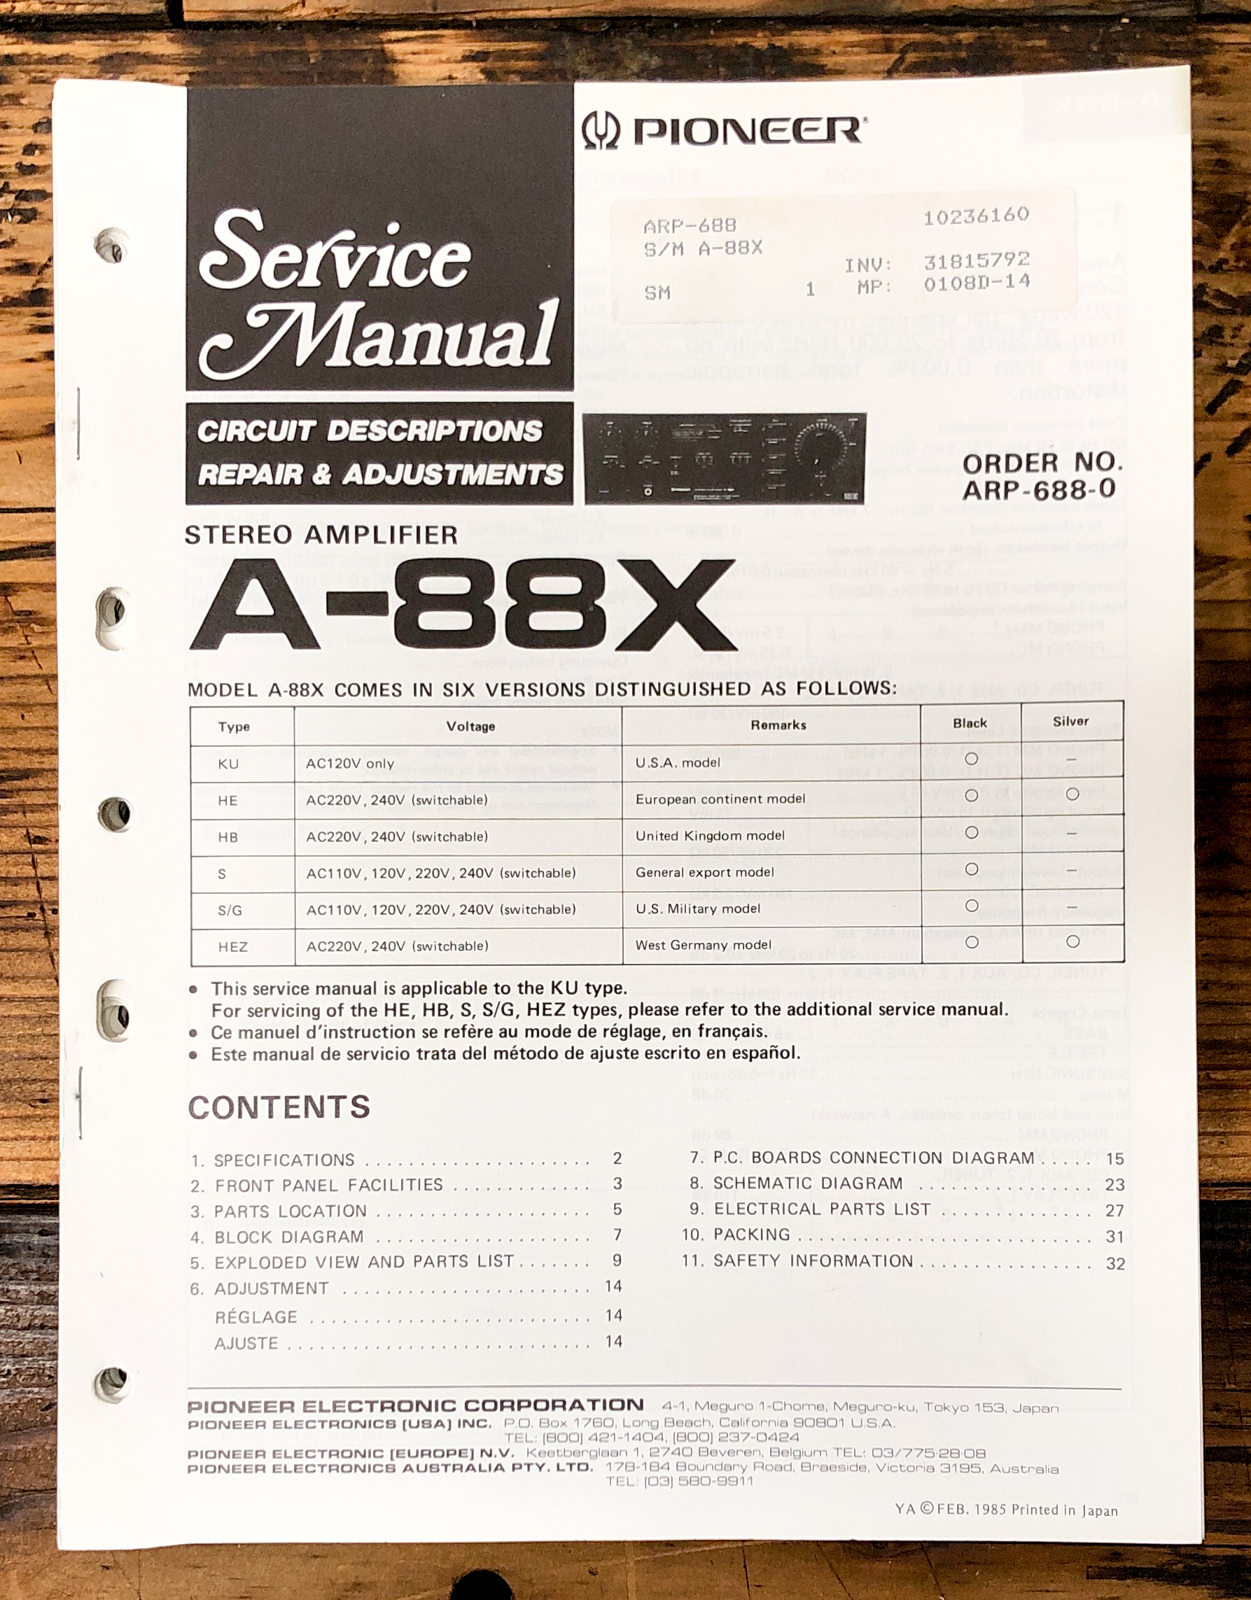 PIONEER
Service
Manual
ARP-688 10236160
S/M A-88X
INV: 31815792
SM 1 MP: 0108D-14
CIRCUIT DESCRIPTIONS
REPAIR & ADJUSTMENTS
ORDER NO.
ARP-688-0
STEREO AMPLIFIER
A-88X
MODEL A-88X COMES IN SIX VERSIONS DISTINGUISHED AS FOLLOWS:
Type Voltage Remarks Black Silver
KU AC120V only U.S.A. model ○ –
HE AC220V, 240V (switchable) European continent model ○ ○
HB AC220V, 240V (switchable) United Kingdom model ○ –
S AC110V, 120V, 220V, 240V (switchable) General export model ○ –
S/G AC110V, 120V, 220V, 240V (switchable) U.S. Military model ○ –
HEZ AC220V, 240V (switchable) West Germany model ○ ○
• This service manual is applicable to the KU type.
For servicing of the HE, HB, S, S/G, HEZ types, please refer to the additional service manual.
• Ce manuel d'instruction se refère au mode de réglage, en français.
• Este manual de servicio trata del método de ajuste escrito en español.
CONTENTS
1. SPECIFICATIONS . . . . . . . . . . . . . . . . . . . . 2
2. FRONT PANEL FACILITIES . . . . . . . . . . . . 3
3. PARTS LOCATION . . . . . . . . . . . . . . . . . . . 5
4. BLOCK DIAGRAM . . . . . . . . . . . . . . . . . . . 7
5. EXPLODED VIEW AND PARTS LIST . . . . . . . 9
6. ADJUSTMENT . . . . . . . . . . . . . . . . . . . . . . 14
RÉGLAGE . . . . . . . . . . . . . . . . . . . . . . . . . 14
AJUSTE . . . . . . . . . . . . . . . . . . . . . . . . . . . 14
7. P.C. BOARDS CONNECTION DIAGRAM . . . . . 15
8. SCHEMATIC DIAGRAM . . . . . . . . . . . . . . . . 23
9. ELECTRICAL PARTS LIST . . . . . . . . . . . . . . 27
10. PACKING . . . . . . . . . . . . . . . . . . . . . . . . . . . 31
11. SAFETY INFORMATION . . . . . . . . . . . . . . . . 32
PIONEER ELECTRONIC CORPORATION 4-1, Meguro 1-Chome, Meguro-ku, Tokyo 153, Japan
PIONEER ELECTRONICS (USA) INC. P.O. Box 1760, Long Beach, California 90801 U.S.A.
TEL: (800) 421-1404, (800) 237-0424
PIONEER ELECTRONIC [EUROPE] N.V. Keetberglaan 1, 2740 Beveren, Belgium TEL: 03/775·28·08
PIONEER ELECTRONICS AUSTRALIA PTY. LTD. 178-184 Boundary Road, Braeside, Victoria 3195, Australia
TEL: (03) 580-9911
YA © FEB. 1985 Printed in Japan